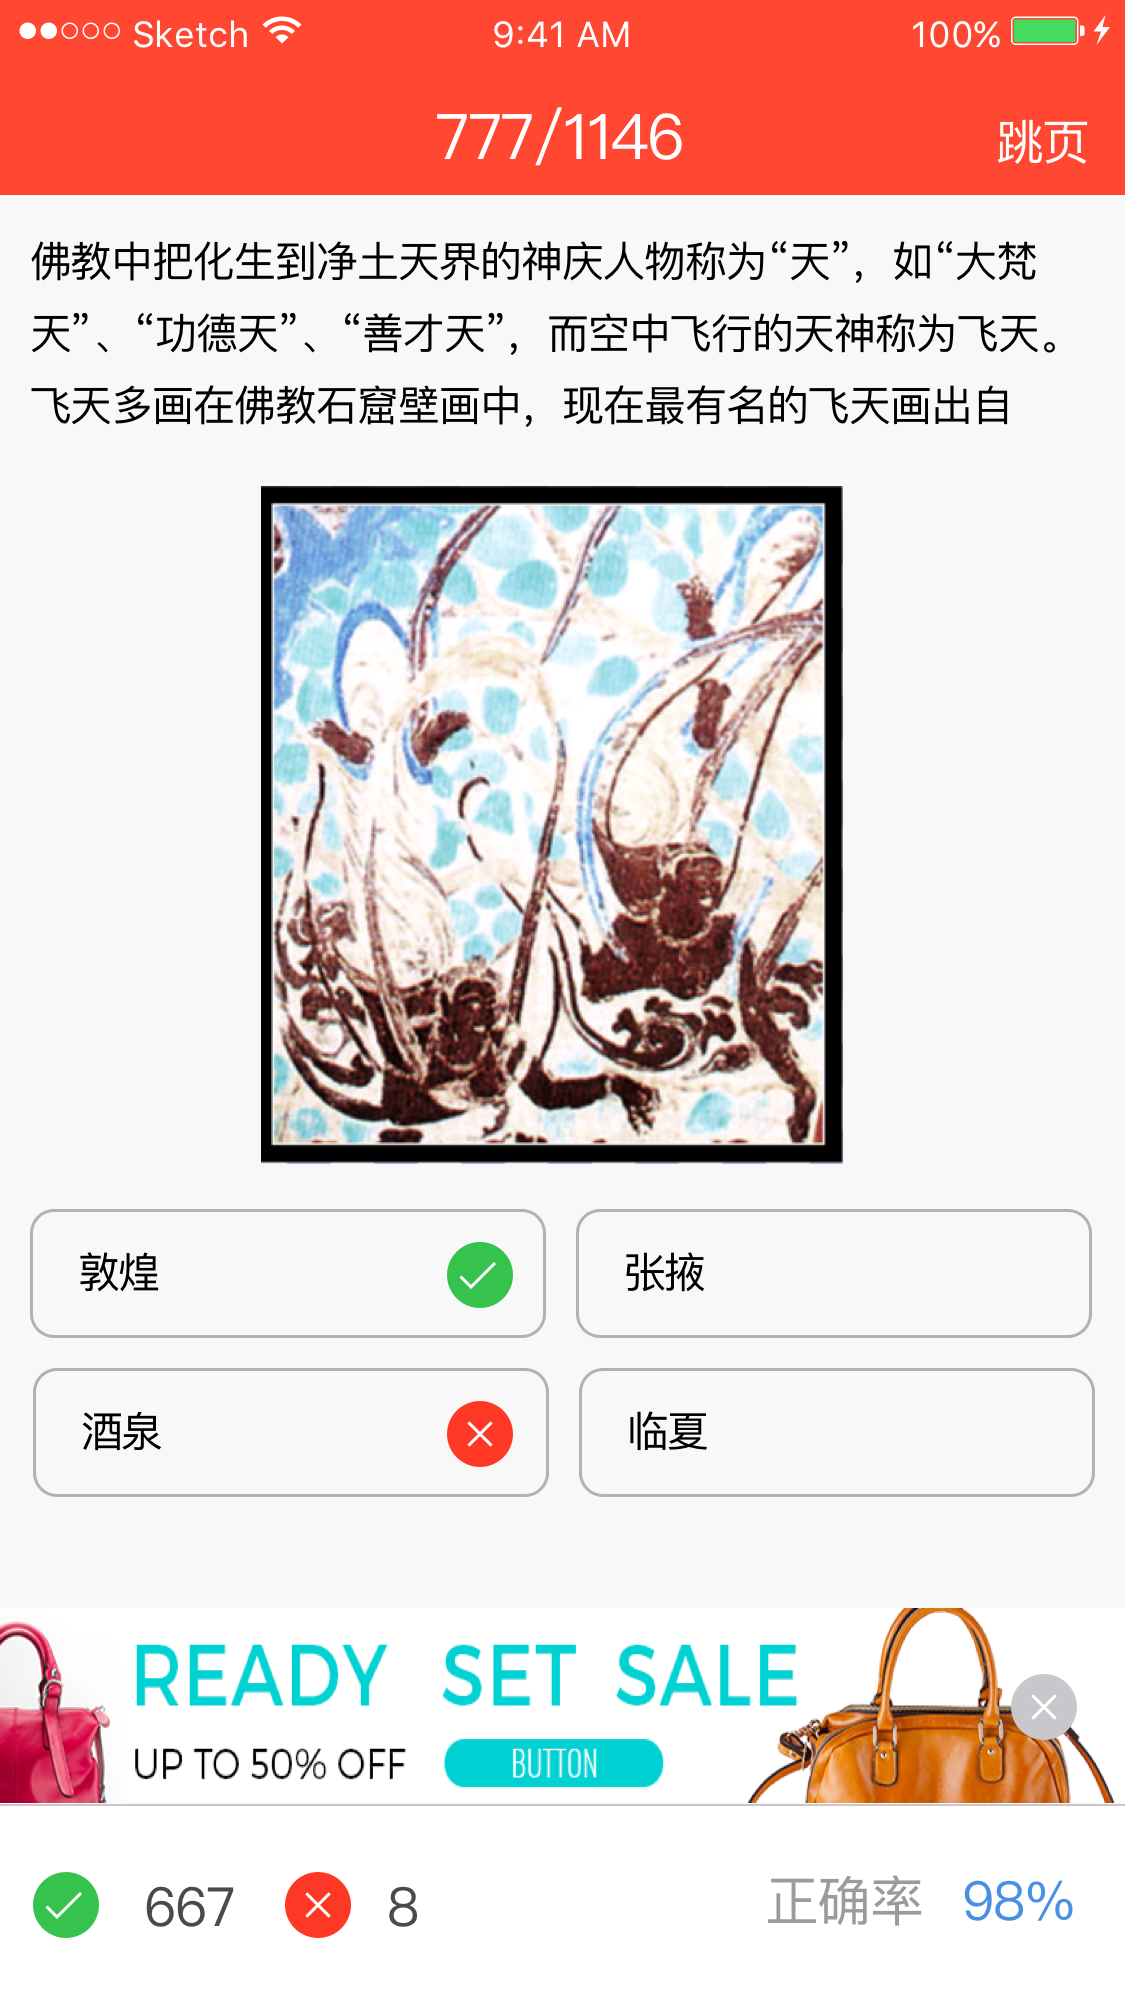 Sketch 9:41 AM 100%
777/1146 跳页
佛教中把化生到净土天界的神庆人物称为“天”，如“大梵
天”、“功德天”、“善才天”，而空中飞行的天神称为飞天。
飞天多画在佛教石窟壁画中，现在最有名的飞天画出自
敦煌 张掖
酒泉 临夏
READY SET SALE
UP TO 50% OFF BUTTON
667 8 正确率 98%